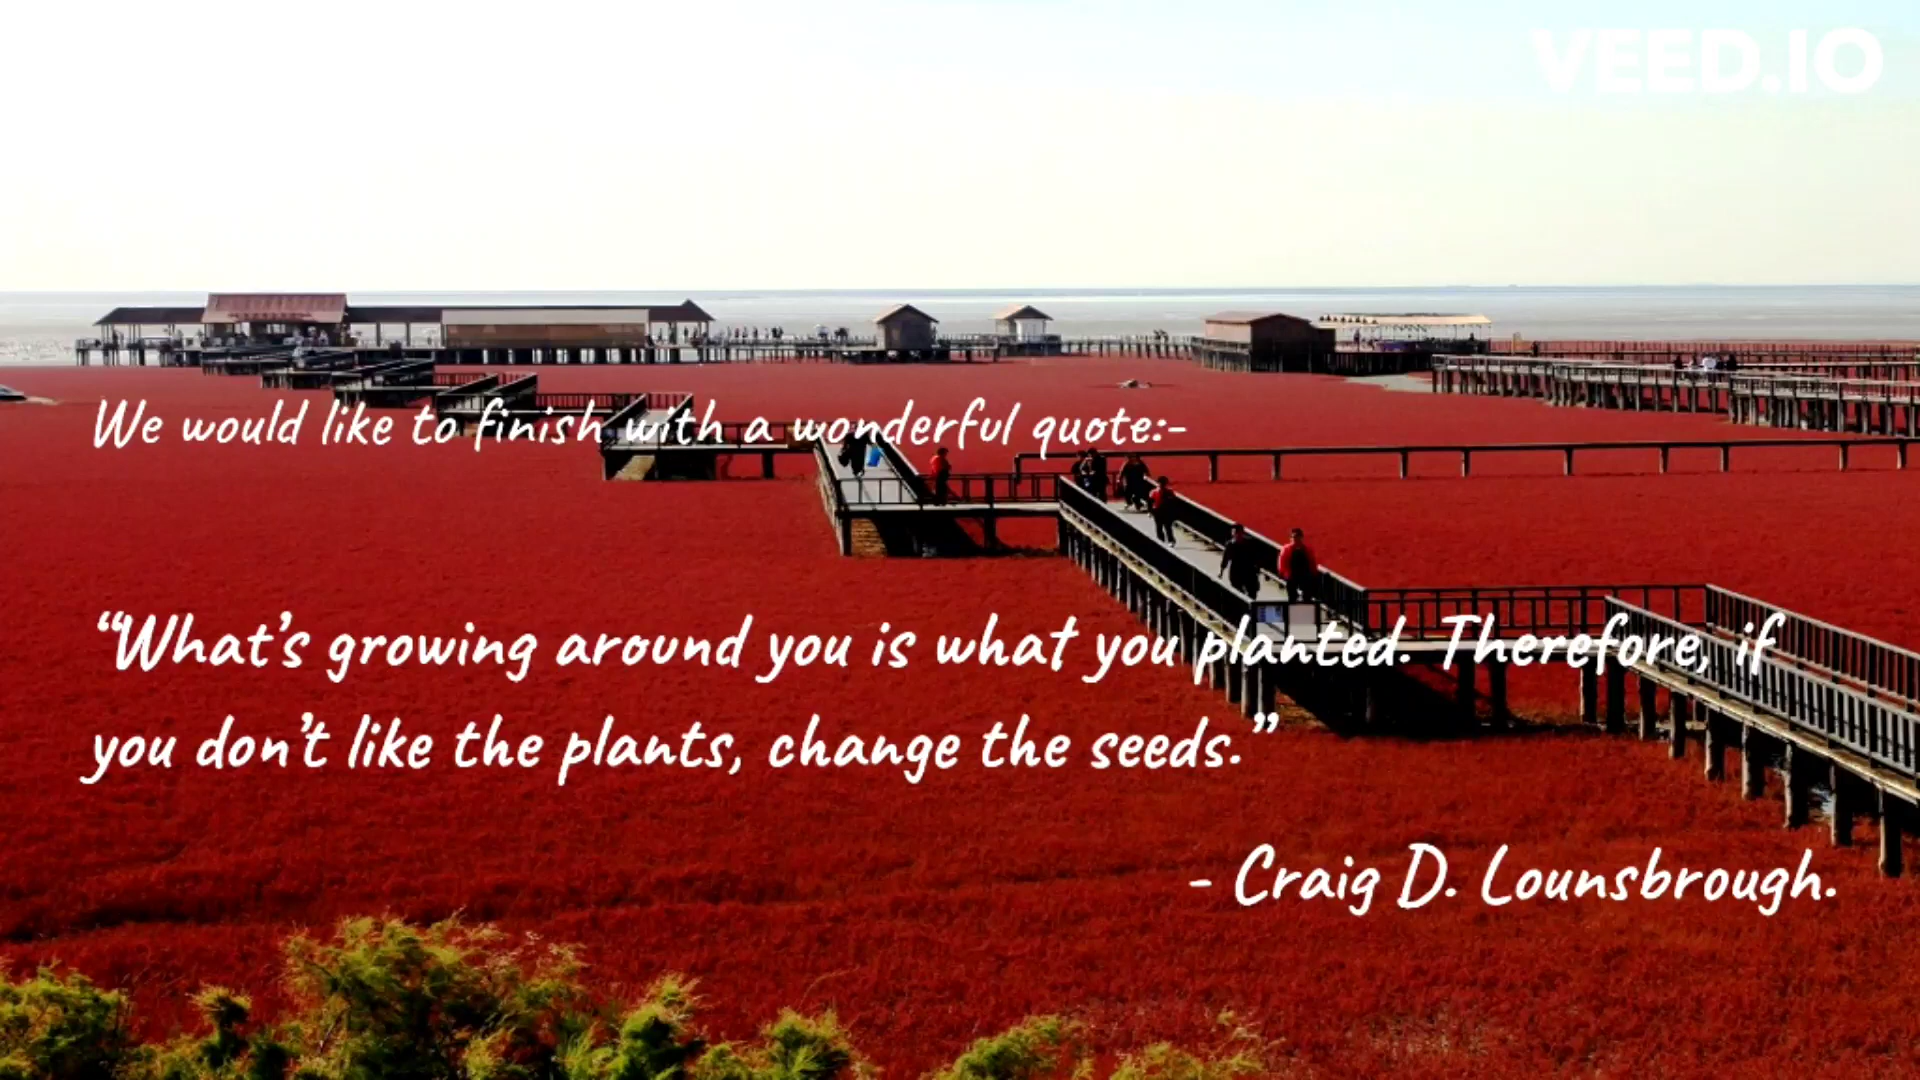 VEED.IO
We would like to finish with a wonderful quote:-
“What’s growing around you is what you planted. Therefore, if
you don’t like the plants, change the seeds.”
- Craig D. Lounsbrough.